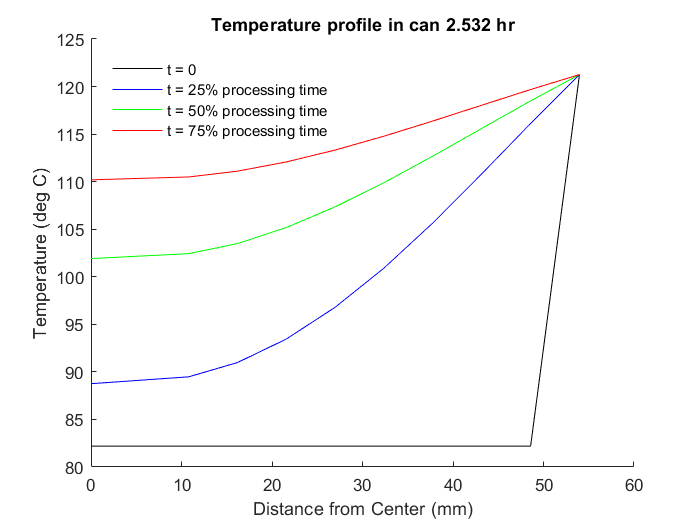 Temperature profile in can 2.532 hr
t = 0
t = 25% processing time
t = 50% processing time
t = 75% processing time
125
120
115
110
105
100
95
90
85
80
Temperature (deg C)
0 10 20 30 40 50 60
Distance from Center (mm)